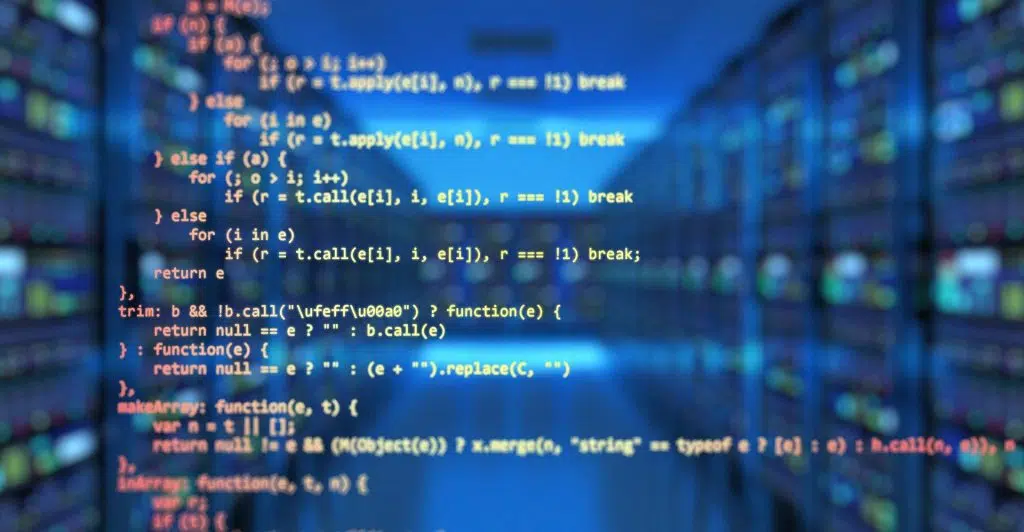 a = M(e);
if (n) {
if (a) {
for (; o > i; i++)
if (r = t.apply(e[i], n), r === !1) break
} else
for (i in e)
if (r = t.apply(e[i], n), r === !1) break
} else if (a) {
for (; o > i; i++)
if (r = t.call(e[i], i, e[i]), r === !1) break
} else
for (i in e)
if (r = t.call(e[i], i, e[i]), r === !1) break;
return e
},
trim: b && !b.call("\ufeff\u00a0") ? function(e) {
return null == e ? "" : b.call(e)
} : function(e) {
return null == e ? "" : (e + "").replace(C, "")
},
makeArray: function(e, t) {
var n = t || [];
return null != e && (M(Object(e)) ? x.merge(n, "string" == typeof e ? [e] : e) : h.call(n, e)), n
},
inArray: function(e, t, n) {
var r;
if (t) {